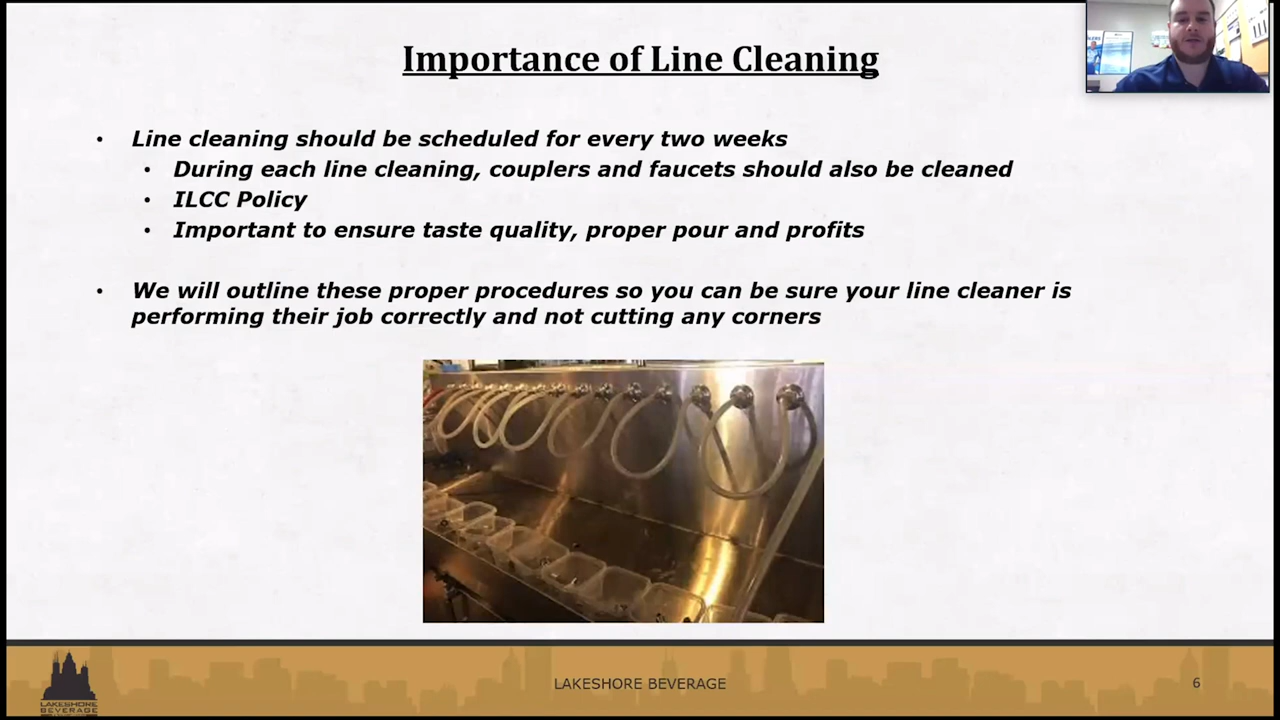 Importance of Line Cleaning
• Line cleaning should be scheduled for every two weeks
• During each line cleaning, couplers and faucets should also be cleaned
• ILCC Policy
• Important to ensure taste quality, proper pour and profits
• We will outline these proper procedures so you can be sure your line cleaner is
performing their job correctly and not cutting any corners
LAKESHORE
BEVERAGE
LAKESHORE BEVERAGE
6